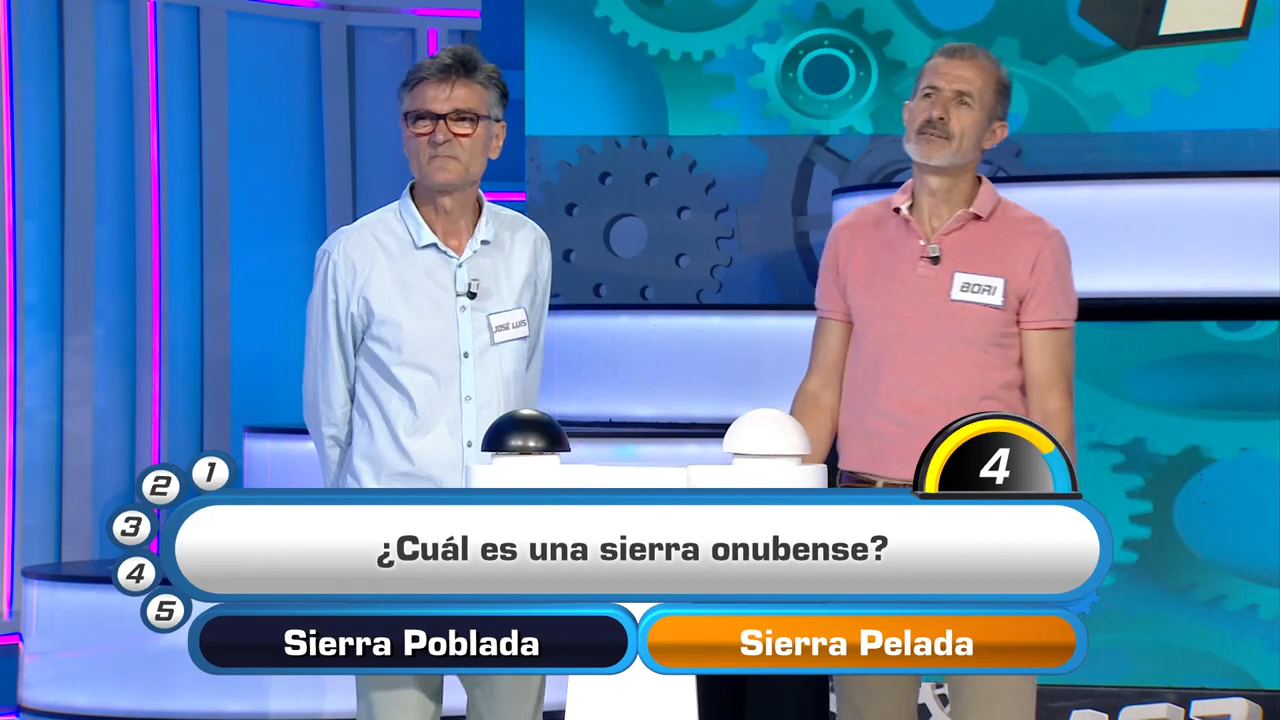 JOSÉ LUIS
BORI
4
1
2
3
4
5
¿Cuál es una sierra onubense?
Sierra Poblada
Sierra Pelada